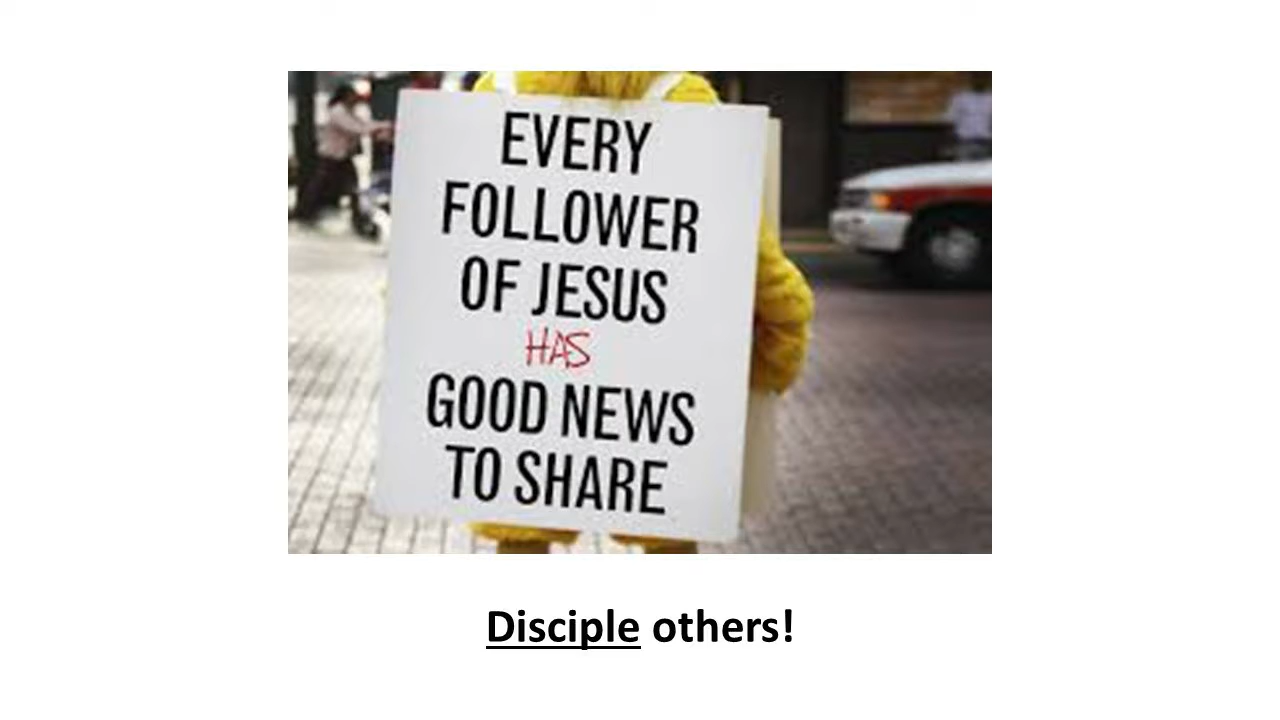 EVERY
FOLLOWER
OF JESUS
HAS
GOOD NEWS
TO SHARE
Disciple others!